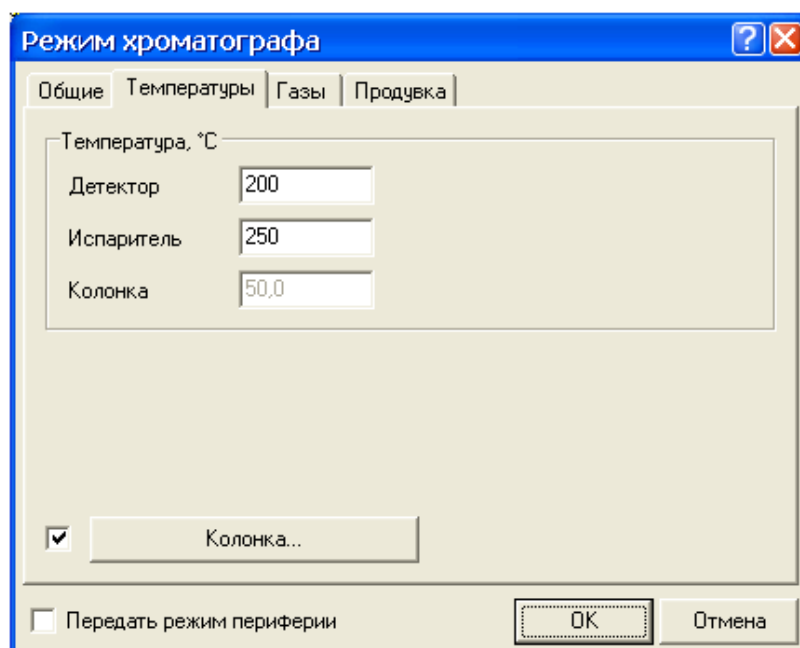 Режим хроматографа
Общие Температуры Газы Продувка
Температура, °C
Детектор 200
Испаритель 250
Колонка 50,0
Колонка...
Передать режим периферии OK Отмена